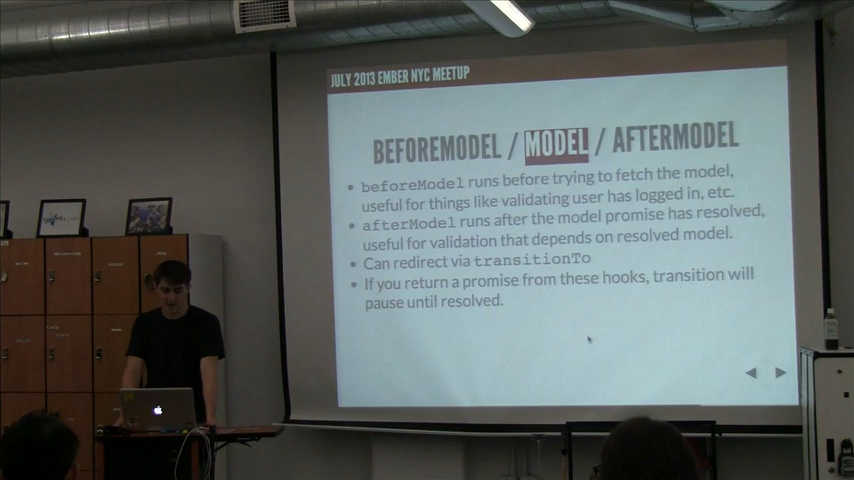 JULY 2013 EMBER NYC MEETUP
BEFOREMODEL / MODEL / AFTERMODEL
• beforeModel runs before trying to fetch the model,
useful for things like validating user has logged in, etc.
• afterModel runs after the model promise has resolved,
useful for validation that depends on resolved model.
• Can redirect via transitionTo
• If you return a promise from these hooks, transition will
pause until resolved.